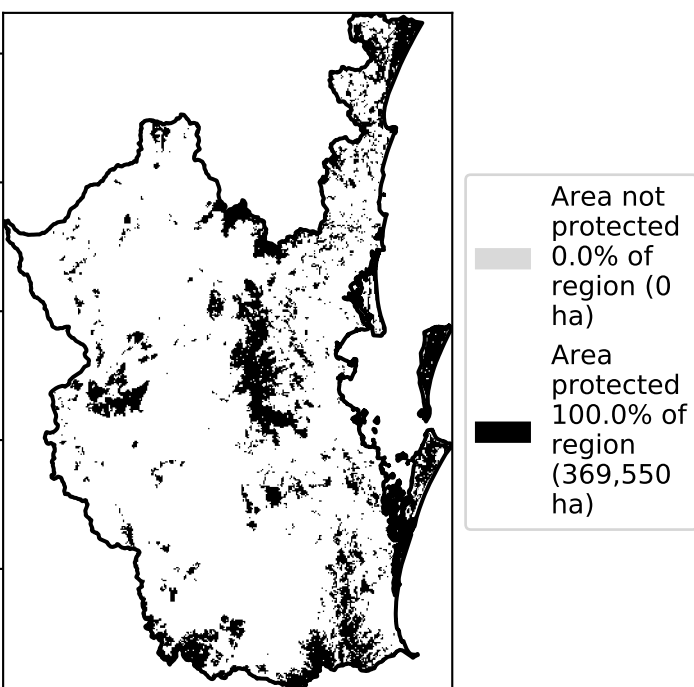 Area not
protected
0.0% of
region (0
ha)
Area
protected
100.0% of
region
(369,550
ha)